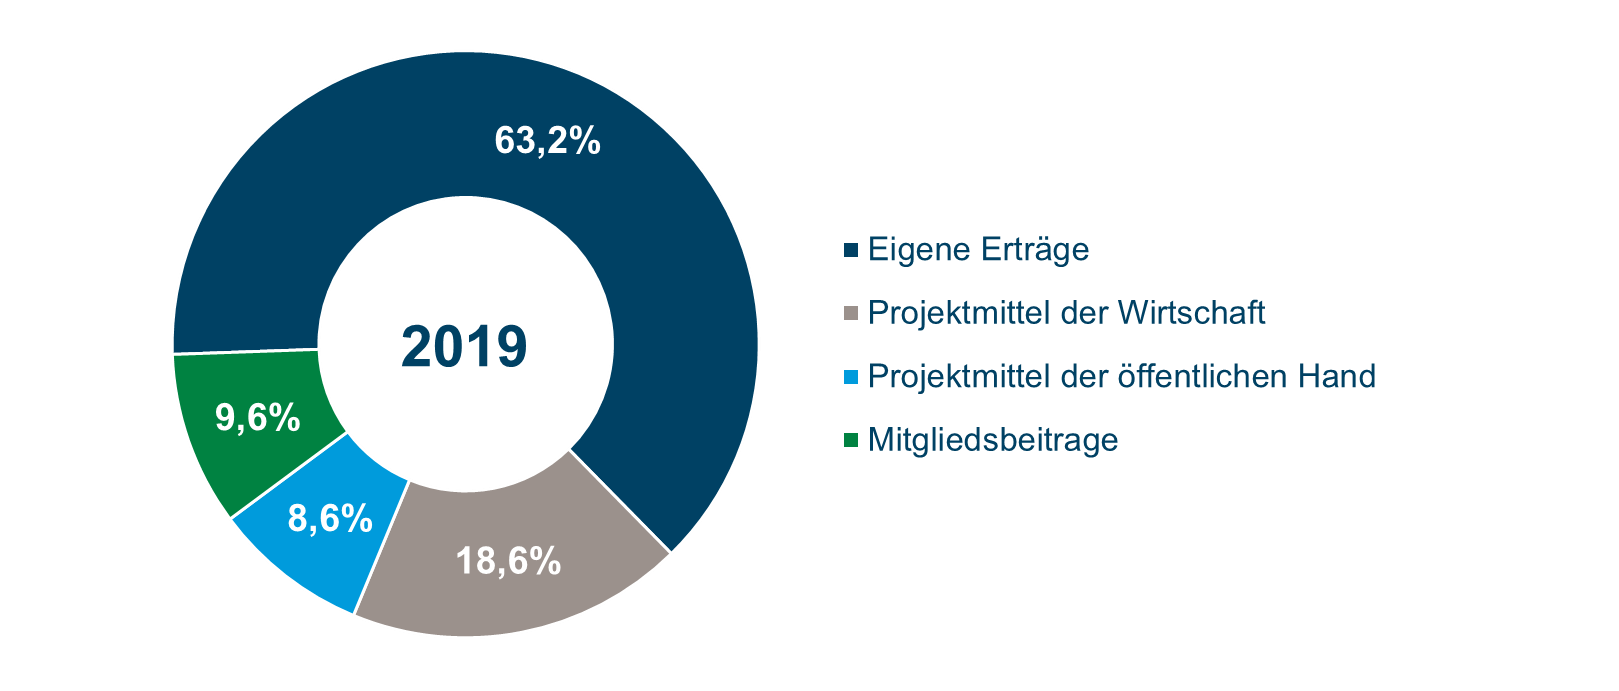 63,2%
2019
9,6%
8,6%
18,6%
Eigene Erträge
Projektmittel der Wirtschaft
Projektmittel der öffentlichen Hand
Mitgliedsbeitrage